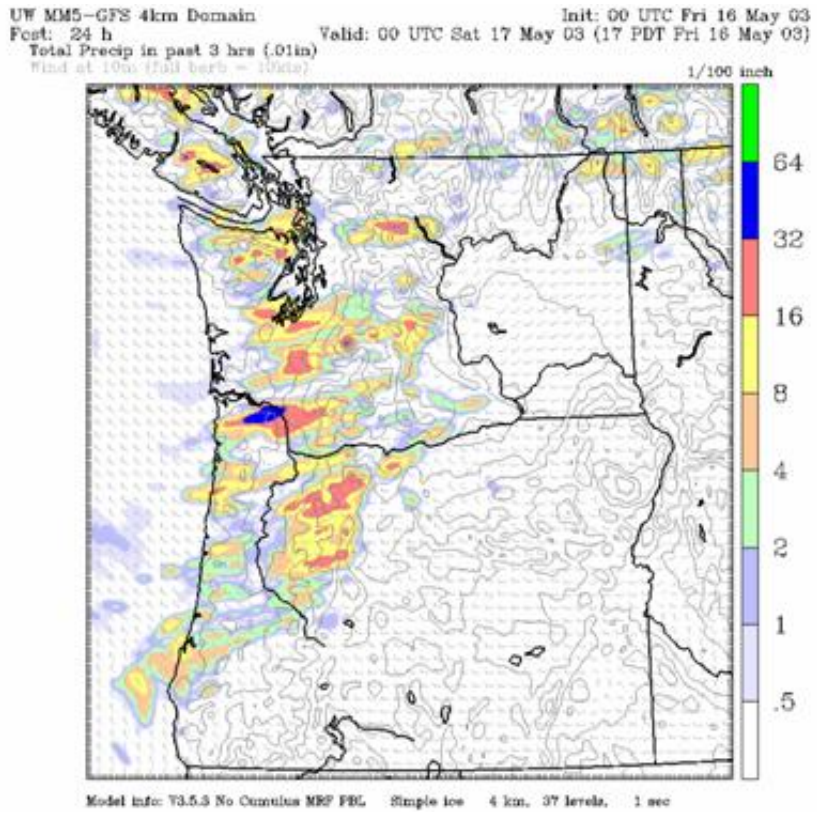 UW MM5-GFS 4km Domain Init: 00 UTC Fri 16 May 03
Fcst: 24 h Valid: 00 UTC Sat 17 May 03 (17 PDT Fri 16 May 03)
Total Precip in past 3 hrs (.01in)
Wind at 10m (full barb = 10kts)
1/100 inch
64
32
16
8
4
2
1
.5
Model info: V3.5.3 No Cumulus MRF PBL Simple ice 4 km, 37 levels, 1 sec